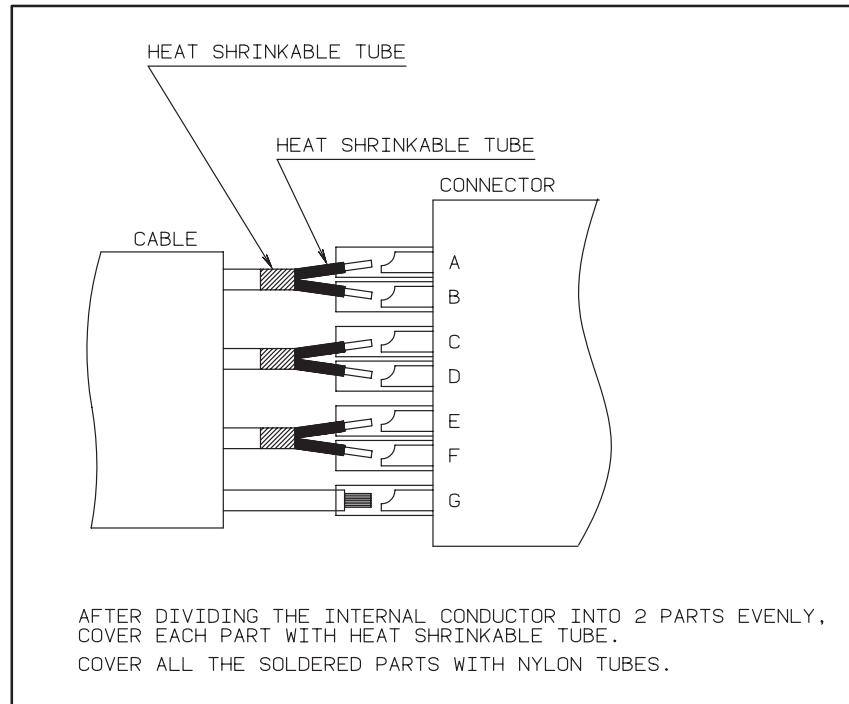 HEAT SHRINKABLE TUBE
HEAT SHRINKABLE TUBE
CONNECTOR
CABLE
A
B
C
D
E
F
G
AFTER DIVIDING THE INTERNAL CONDUCTOR INTO 2 PARTS EVENLY,
COVER EACH PART WITH HEAT SHRINKABLE TUBE.
COVER ALL THE SOLDERED PARTS WITH NYLON TUBES.